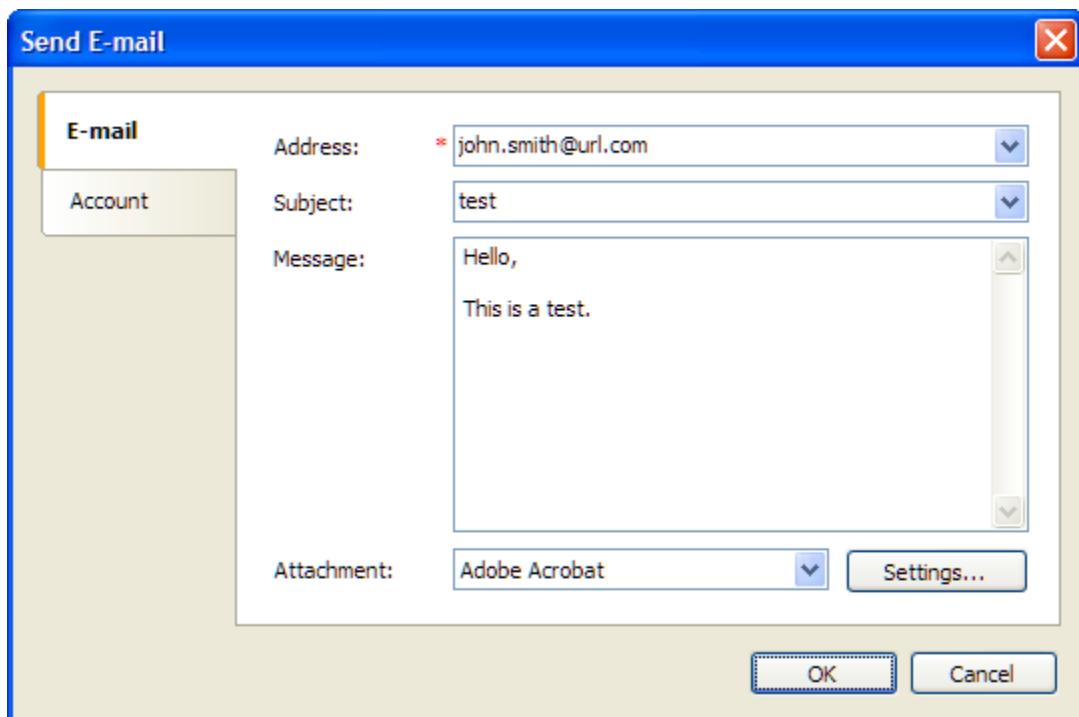 Send E-mail
E-mail
Account
Address: * john.smith@url.com
Subject: test
Message: Hello,
This is a test.
Attachment: Adobe Acrobat Settings...
OK Cancel